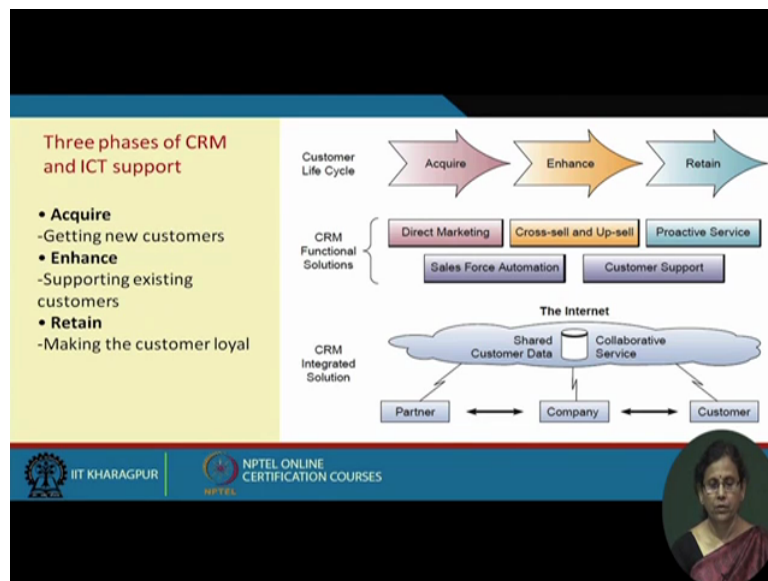 Three phases of CRM
and ICT support
• Acquire
-Getting new customers
• Enhance
-Supporting existing
customers
• Retain
-Making the customer loyal
Customer
Life Cycle
Acquire
Enhance
Retain
CRM
Functional
Solutions
Direct Marketing
Cross-sell and Up-sell
Proactive Service
Sales Force Automation
Customer Support
The Internet
CRM
Integrated
Solution
Shared
Customer Data
Collaborative
Service
Partner
Company
Customer
IIT KHARAGPUR
NPTEL
NPTEL ONLINE
CERTIFICATION COURSES